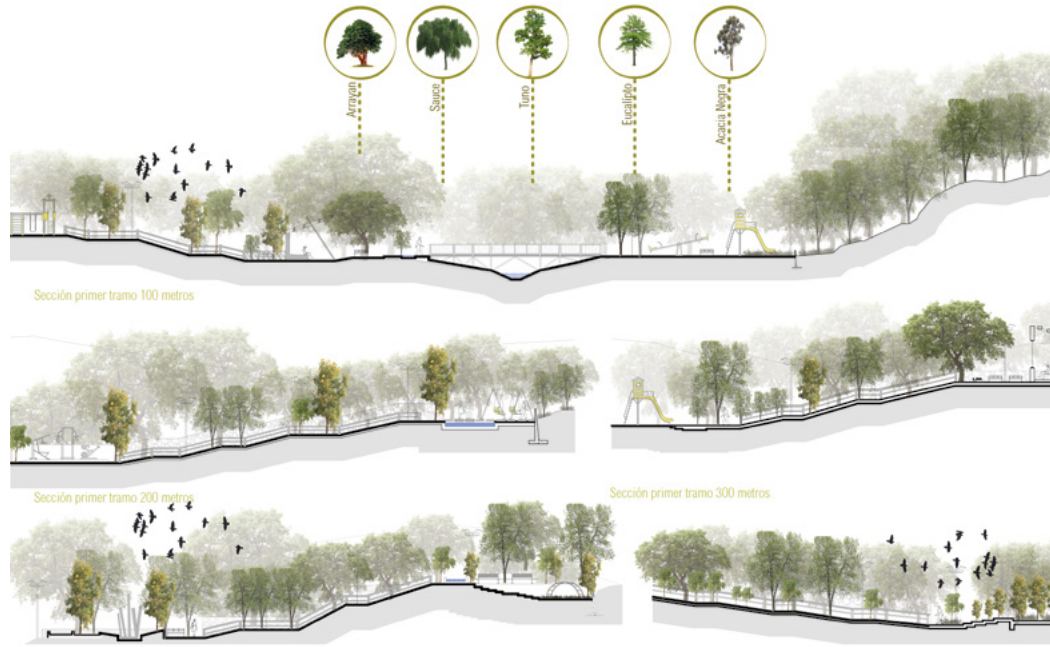 Arrayan
Sauce
Tuno
Eucalipto
Acacia Negra
Sección primer tramo 100 metros
Sección primer tramo 200 metros
Sección primer tramo 300 metros